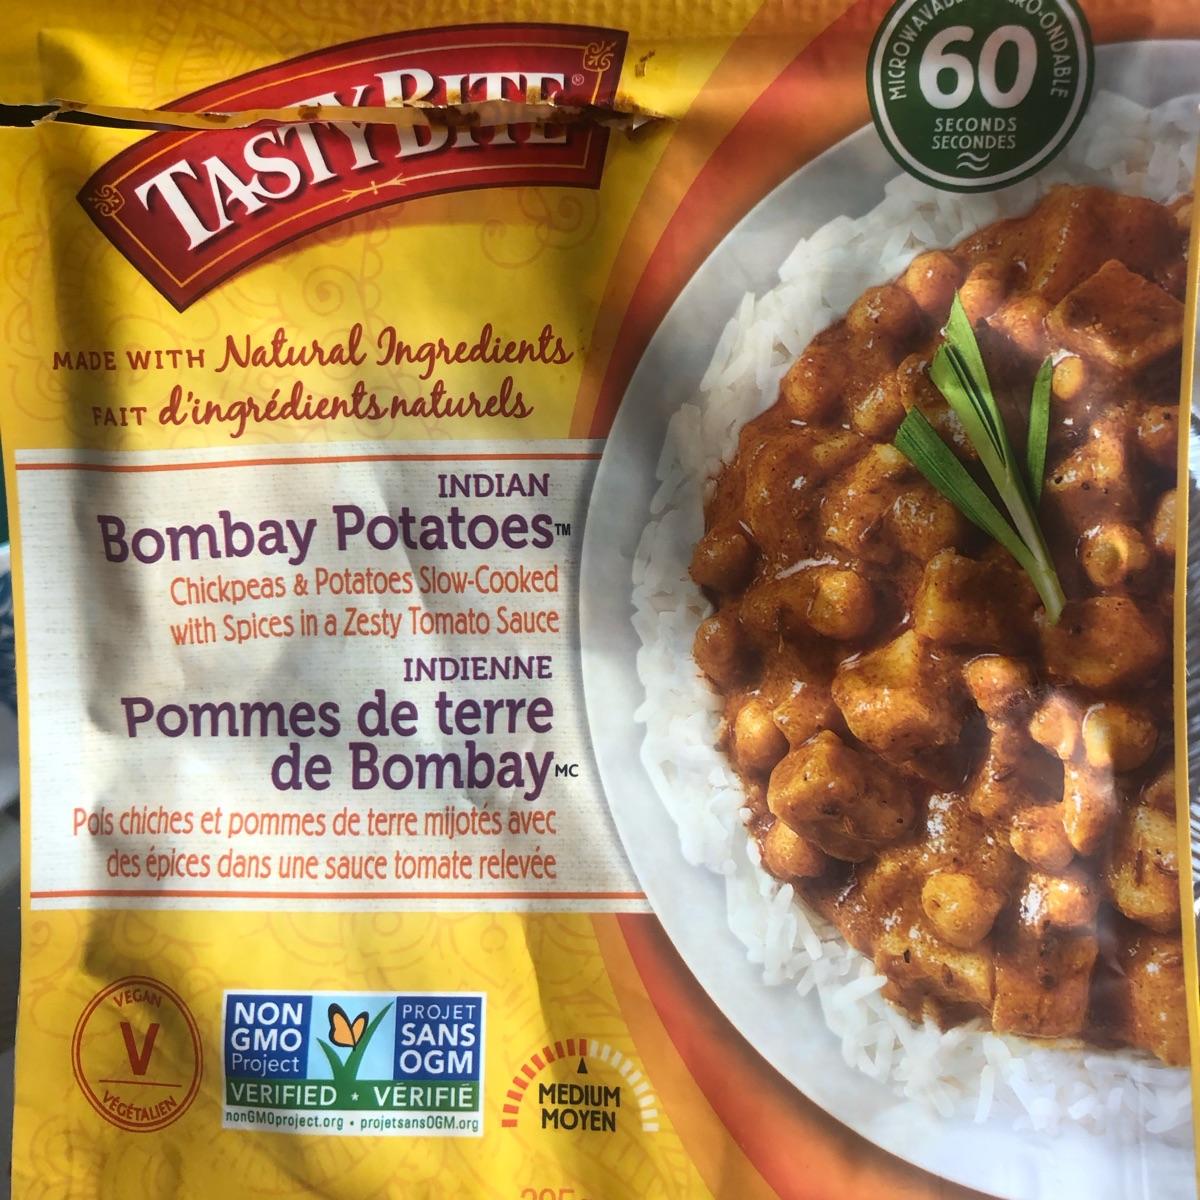 TASTY BITE®
MICROWAVABLE
60
SECONDS
SECONDES
MADE WITH Natural Ingredients
FAIT d'ingrédients naturels
INDIAN
Bombay Potatoes™
Chickpeas & Potatoes Slow-Cooked
with Spices in a Zesty Tomato Sauce
INDIENNE
Pommes de terre
de Bombay MC
Pois chiches et pommes de terre mijotés avec
des épices dans une sauce tomate relevée
VEGAN
V
VÉGÉTALIEN
NON
GMO
Project
PROJET
SANS
OGM
VERIFIED • VÉRIFIÉ
nonGMOproject.org • projetsansOGM.org
MEDIUM
MOYEN